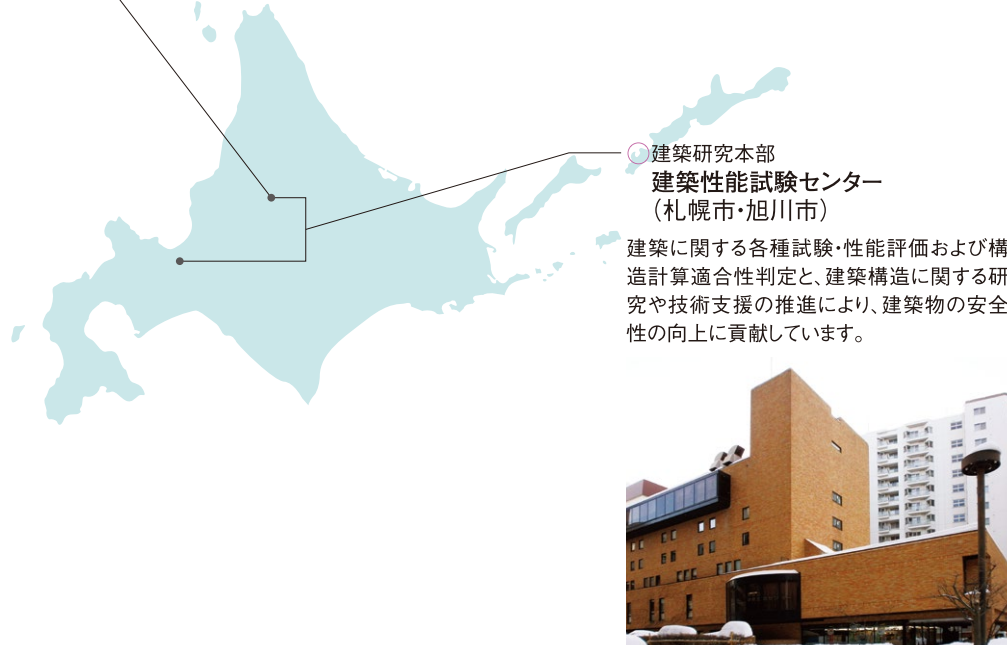 建築研究本部
建築性能試験センター
（札幌市・旭川市）
建築に関する各種試験・性能評価および構
造計算適合性判定と、建築構造に関する研
究や技術支援の推進により、建築物の安全
性の向上に貢献しています。